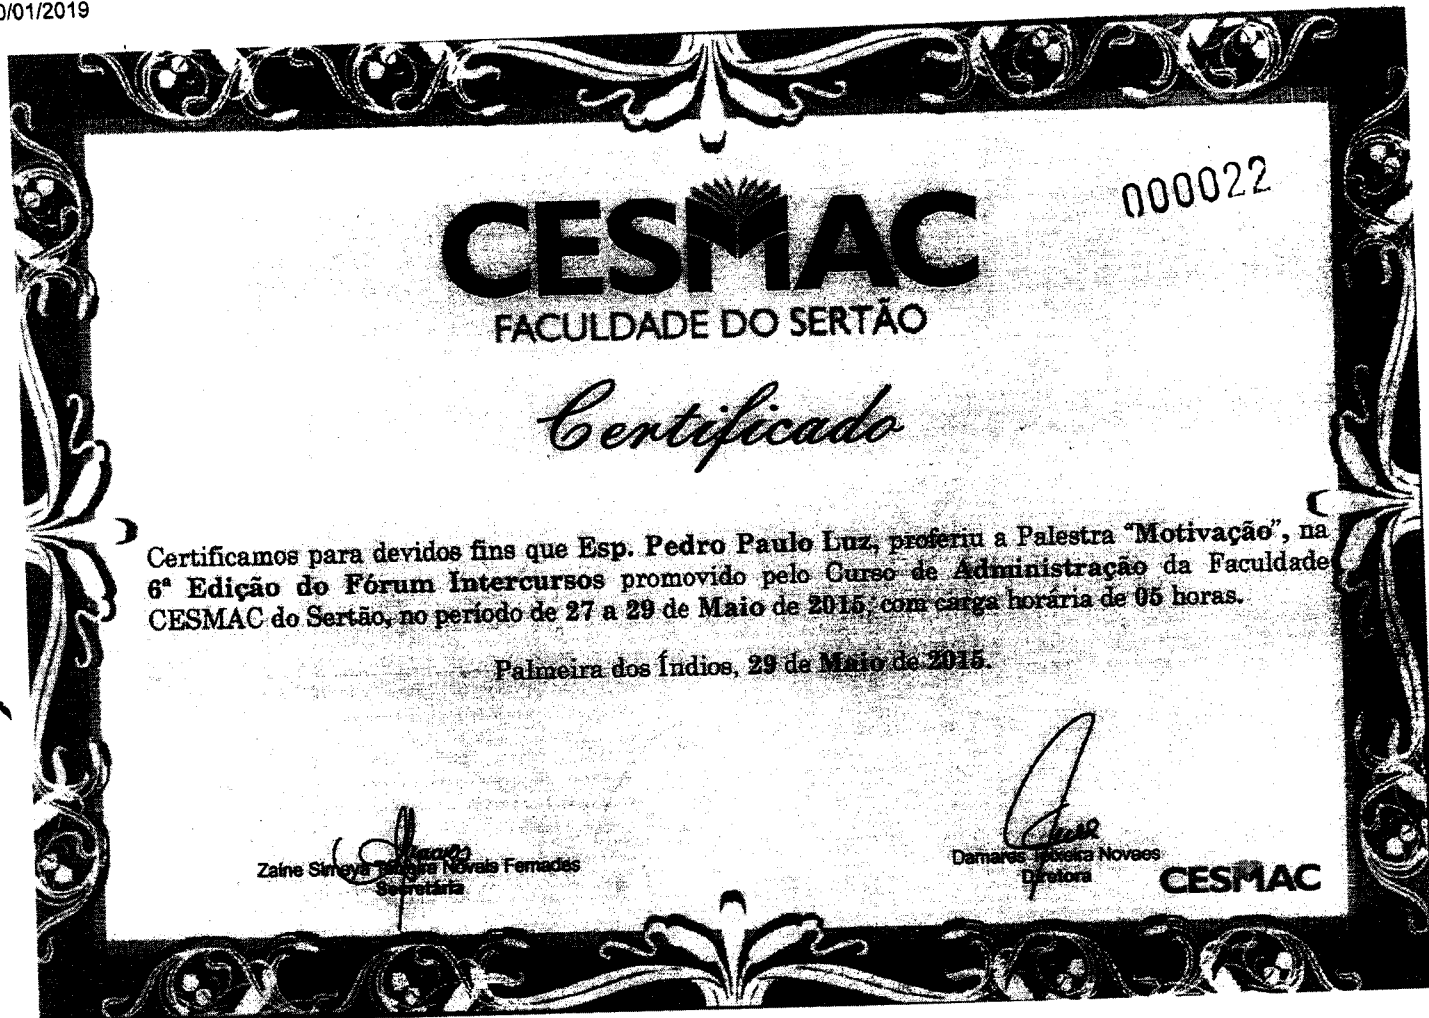 0/01/2019
000022
CESMAC
FACULDADE DO SERTÃO
Certificado
Certificamos para devidos fins que Esp. Pedro Paulo Luz, proferiu a Palestra "Motivação", na
6ª Edição do Fórum Intercursos promovido pelo Curso de Administração da Faculdade
CESMAC do Sertão, no período de 27 a 29 de Maio de 2015, com carga horária de 05 horas.
Palmeira dos Índios, 29 de Maio de 2015.
Zaine Novais Fernades
Secretária
Damares Novaes
Diretora
CESMAC